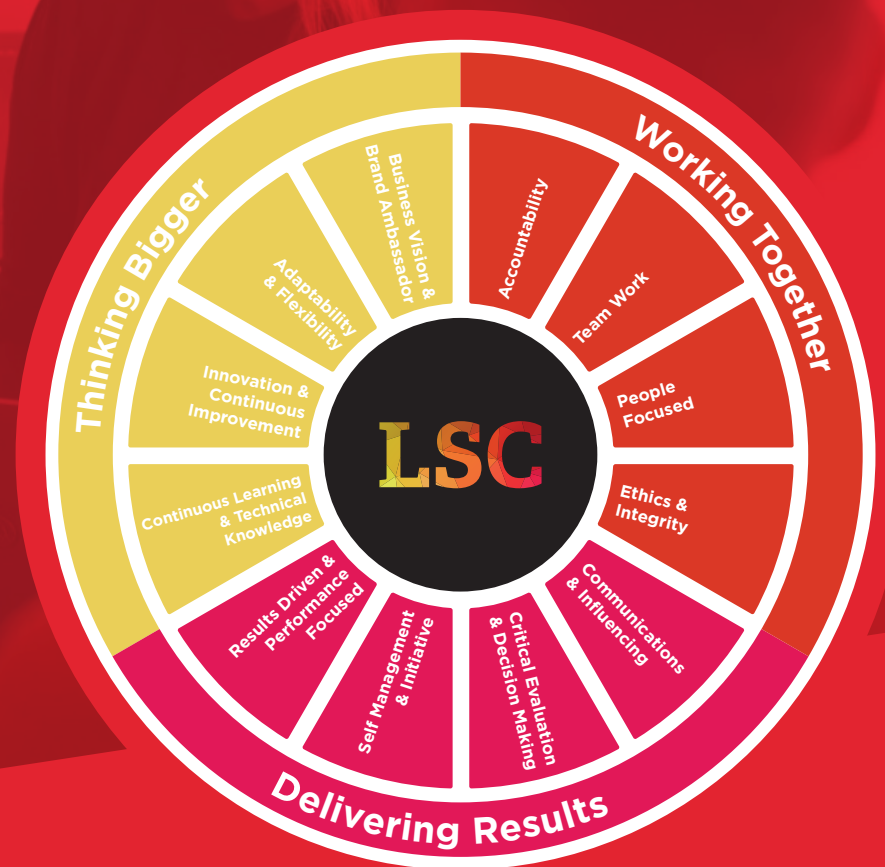 Working Together
Accountability
Team Work
People
Focused
Ethics &
Integrity
Delivering Results
Communications
& Influencing
Critical Evaluation
& Decision Making
Self Management
& Initiative
Results Driven &
Performance
Focused
Thinking Bigger
Continuous Learning
& Technical
Knowledge
Innovation &
Continuous
Improvement
Adaptability
& Flexibility
Business Vision &
Brand Ambassador
LSC